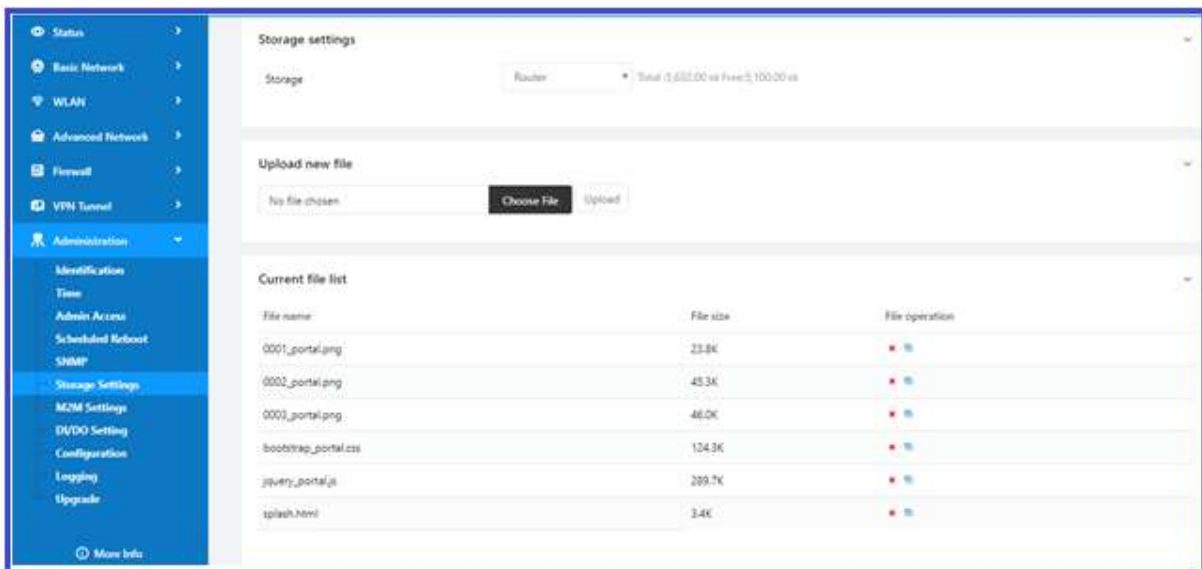 Status
Basic Network
WLAN
Advanced Network
Firewall
VPN Tunnel
Administration
Identification
Time
Admin Access
Scheduled Reboot
SNMP
Storage Settings
M2M Settings
DI/DO Setting
Configuration
Logging
Upgrade
More Info
Storage settings
Storage
Router
Upload new file
No file chosen
Choose File
Upload
Current file list
File name File size File operation
0001_portal.png 23.8K
0002_portal.png 45.3K
0003_portal.png 46.0K
bootstrap_portal.css 124.3K
jquery_portal.js 289.7K
splash.html 3.4K